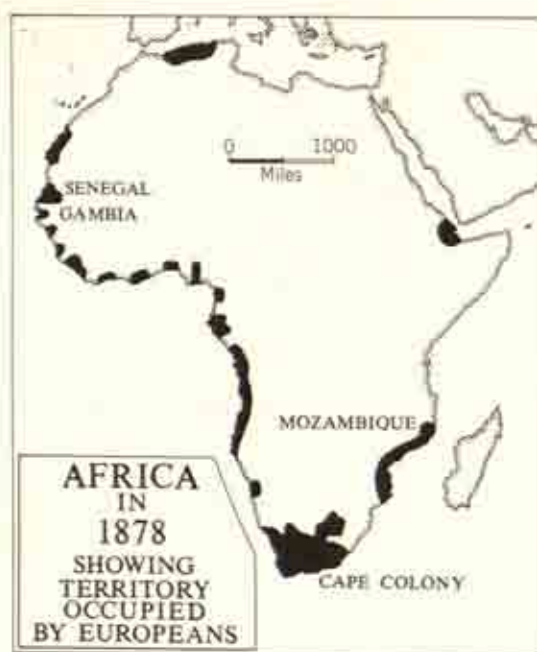 0 1000
Miles
SENEGAL
GAMBIA
MOZAMBIQUE
CAPE COLONY
AFRICA
IN
1878
SHOWING
TERRITORY
OCCUPIED
BY EUROPEANS